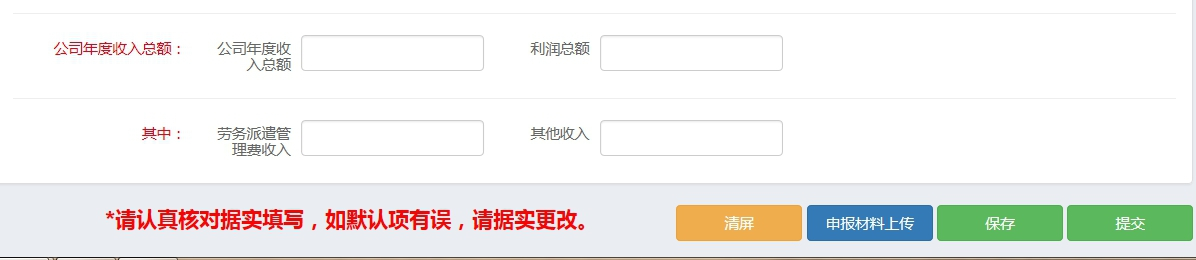 公司年度收入总额：
公司年度收
入总额
利润总额
其中：
劳务派遣管
理费收入
其他收入
*请认真核对据实填写，如默认项有误，请据实更改。
清屏
申报材料上传
保存
提交